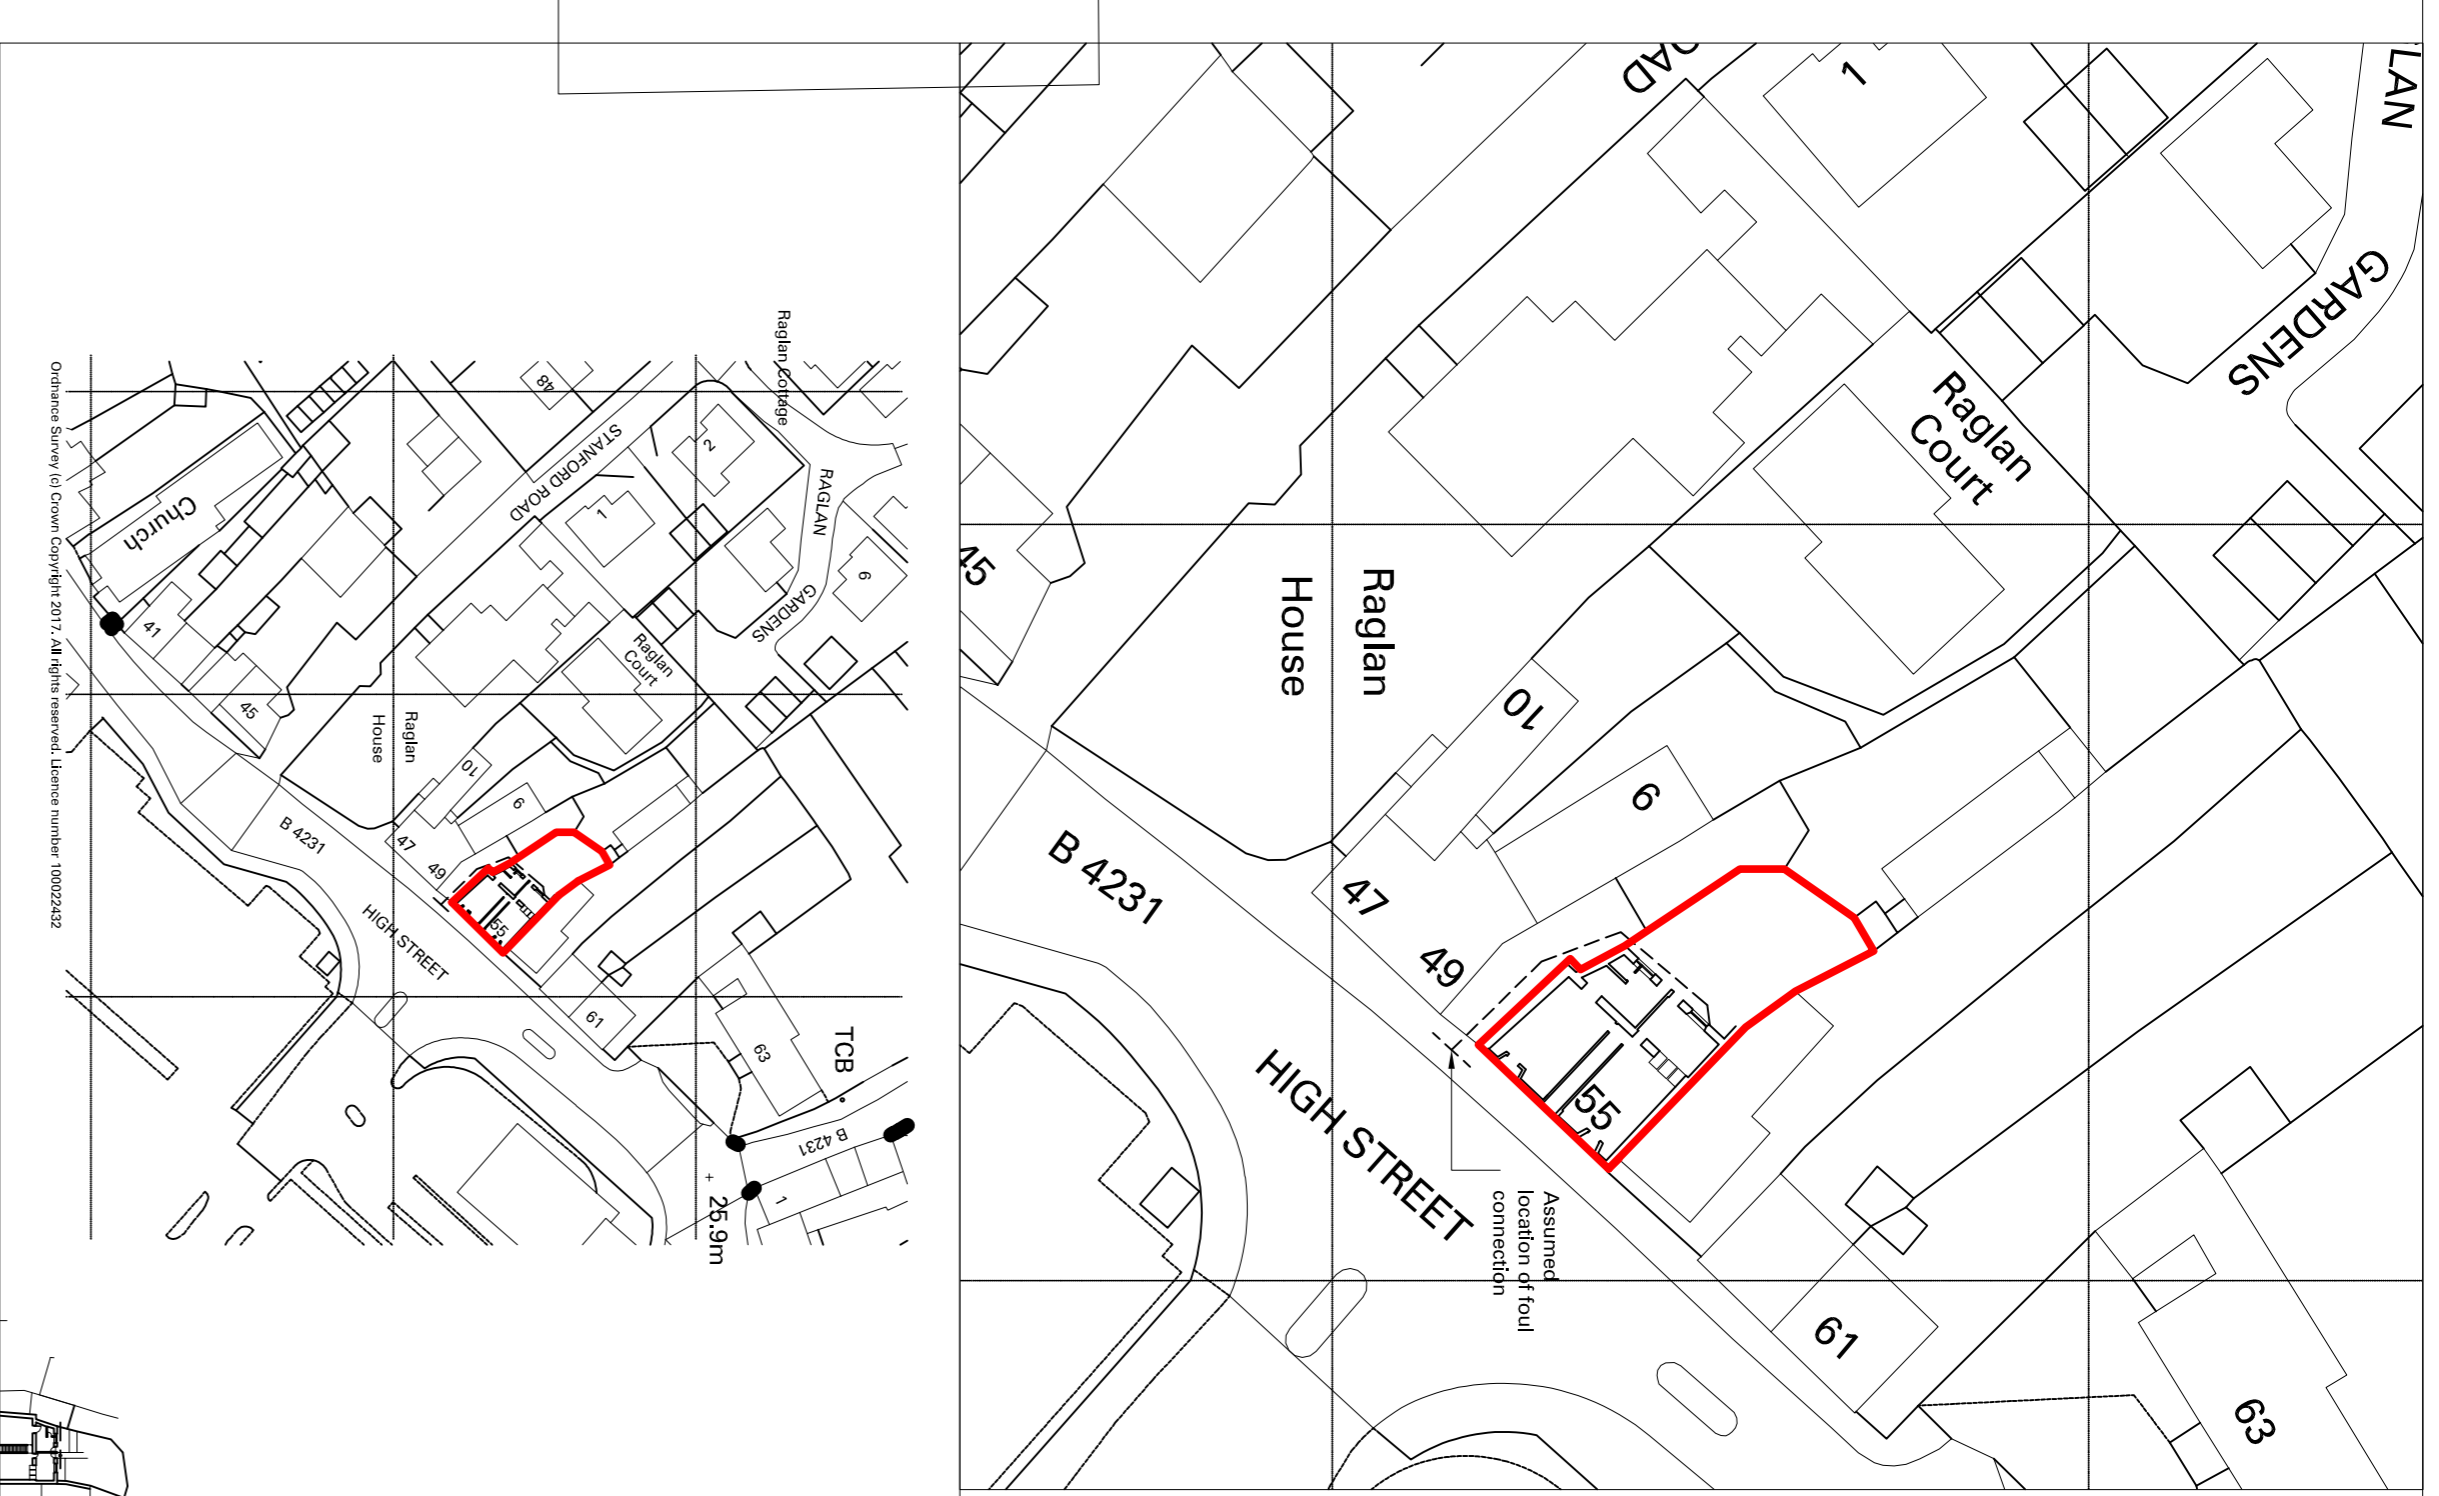 Ordnance Survey (c) Crown Copyright 2017. All rights reserved. Licence number 100022432
Raglan Cottage
48
STANFORD ROAD
2
1
RAGLAN
GARDENS
6
Church
41
45
Raglan
Court
Raglan
House
10
6
47
49
55
B 4231
HIGH STREET
61
63
TCB
B 4231
1
+ 25.9m
OAD
1
LAN
GARDENS
Raglan
Court
45
Raglan
House
10
6
B 4231
47
49
55
HIGH STREET
Assumed
location of foul
connection
61
63